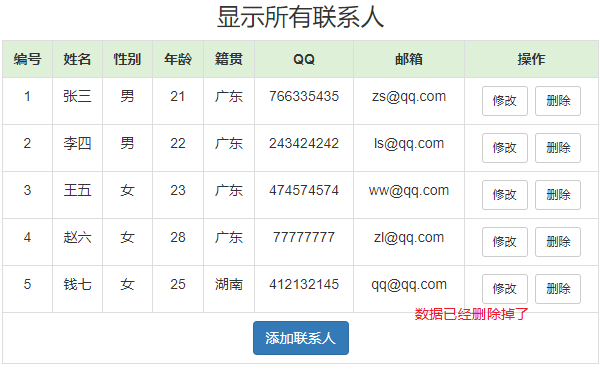 显示所有联系人
编号 姓名 性别 年龄 籍贯 QQ 邮箱 操作
1 张三 男 21 广东 766335435 zs@qq.com 修改 删除
2 李四 男 22 广东 243424242 ls@qq.com 修改 删除
3 王五 女 23 广东 474574574 ww@qq.com 修改 删除
4 赵六 女 28 广东 77777777 zl@qq.com 修改 删除
5 钱七 女 25 湖南 412132145 qq@qq.com 修改 删除
数据已经删除掉了
添加联系人